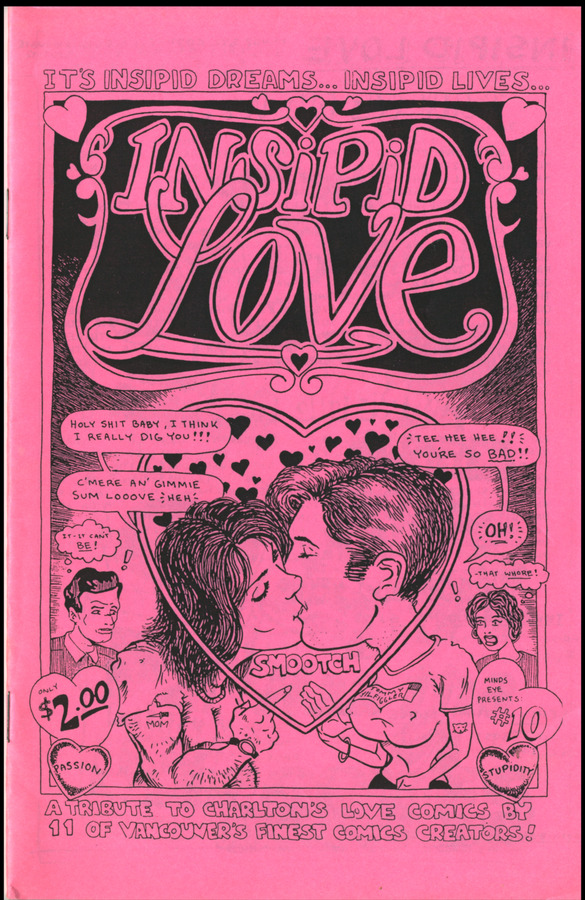 IT'S INSIPID DREAMS... INSIPID LIVES...
INSIPID
LOVE
HOLY SHIT BABY, I THINK
I REALLY DIG YOU!!!
TEE HEE HEE!!
YOU'RE SO BAD!!
C'MERE AN' GIMMIE
SUM LOOOVE HEH
IT-IT CAN'T
BE!
!
OH!
-THAT WHORE!
!
SMOOTCH
TOMMY
MOM
ONLY
$2.00
MINDS
EYE
PRESENTS:
#10
PASSION
STUPIDITY
A TRIBUTE TO CHARLTON'S LOVE COMICS BY
11 OF VANCOUVER'S FINEST COMICS CREATORS!